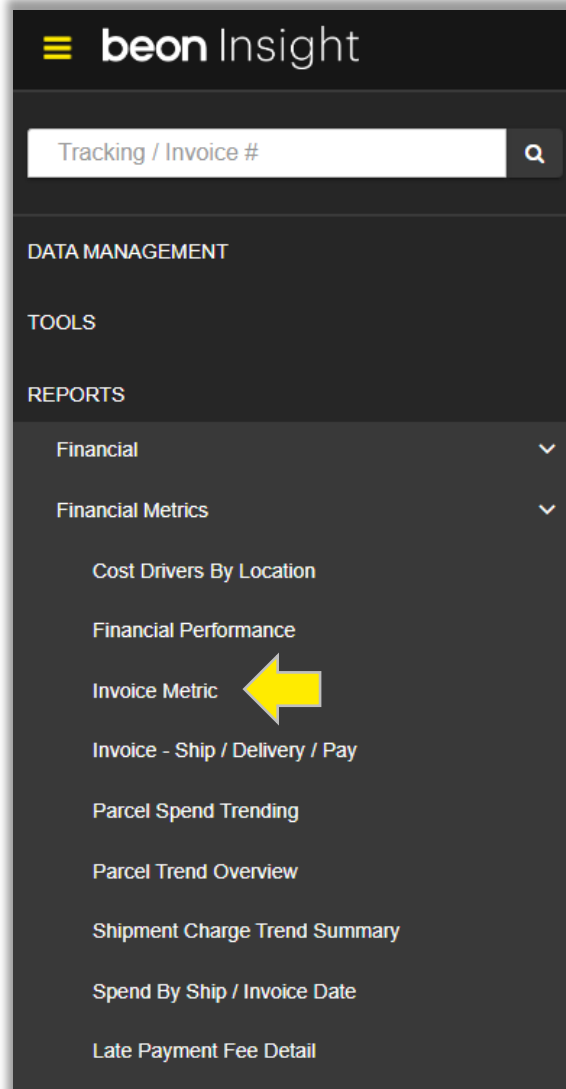 beon Insight
Tracking / Invoice #
DATA MANAGEMENT
TOOLS
REPORTS
Financial
Financial Metrics
Cost Drivers By Location
Financial Performance
Invoice Metric
Invoice - Ship / Delivery / Pay
Parcel Spend Trending
Parcel Trend Overview
Shipment Charge Trend Summary
Spend By Ship / Invoice Date
Late Payment Fee Detail